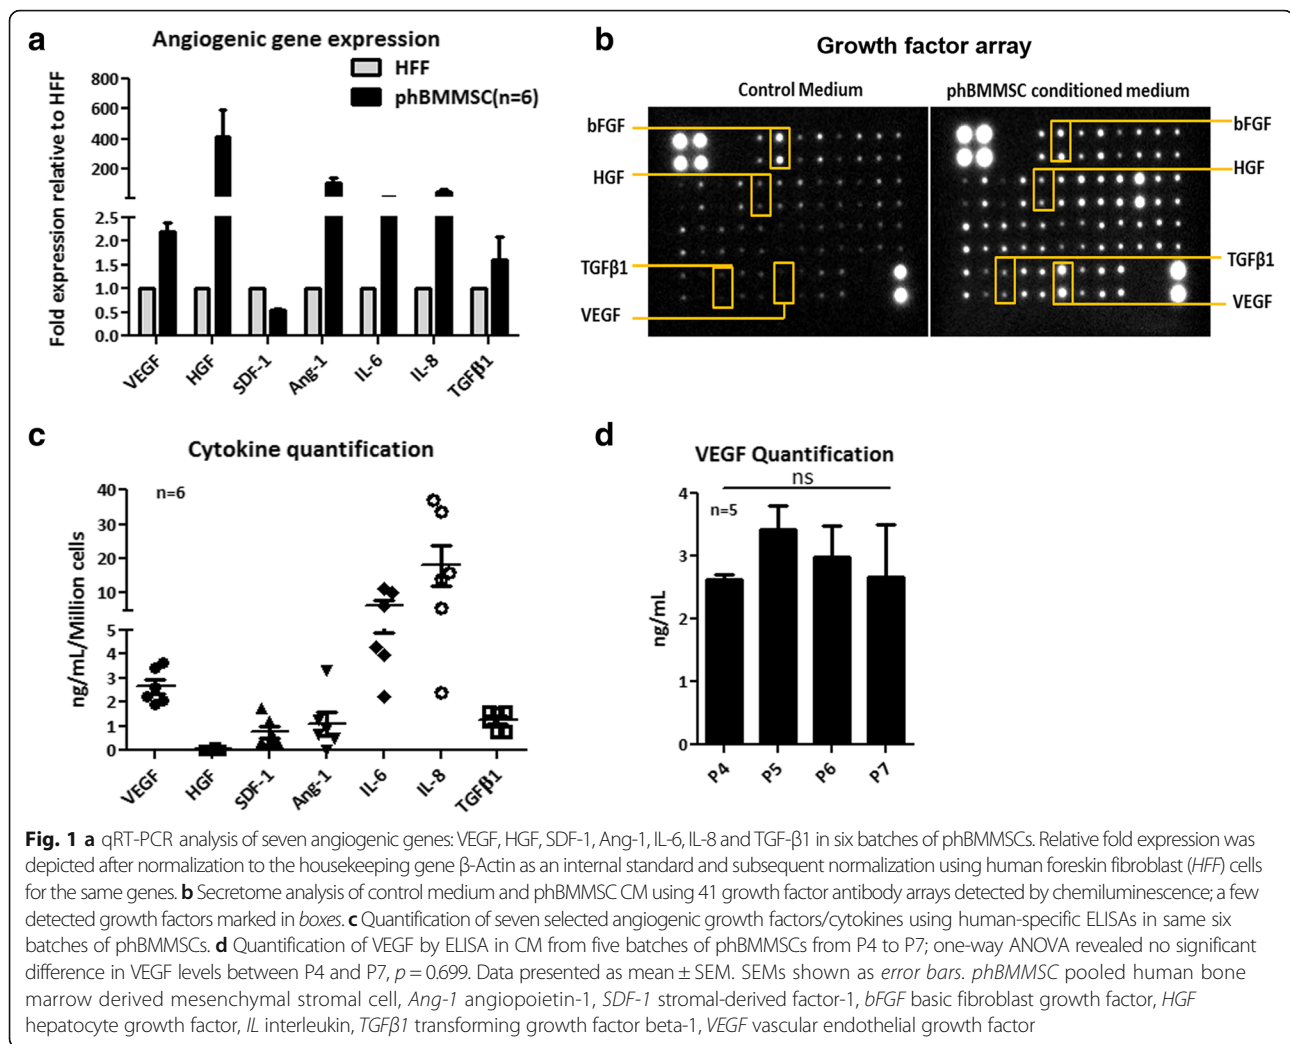 a
Angiogenic gene expression
HFF
phBMMSC(n=6)
Fold expression relative to HFF
800
600
400
200
2.5
2.0
1.5
1.0
0.5
0.0
VEGF
HGF
SDF-1
Ang-1
IL-6
IL-8
TGFβ1
b
Growth factor array
Control Medium
phBMMSC conditioned medium
bFGF
HGF
TGFβ1
VEGF
bFGF
HGF
TGFβ1
VEGF
c
Cytokine quantification
n=6
ng/mL/Million cells
40
30
20
10
5
4
3
2
1
0
VEGF
HGF
SDF-1
Ang-1
IL-6
IL-8
TGFβ1
d
VEGF Quantification
ns
n=5
ng/mL
4
3
2
1
0
P4
P5
P6
P7
Fig. 1 a qRT-PCR analysis of seven angiogenic genes: VEGF, HGF, SDF-1, Ang-1, IL-6, IL-8 and TGF-β1 in six batches of phBMMSCs. Relative fold expression was
depicted after normalization to the housekeeping gene β-Actin as an internal standard and subsequent normalization using human foreskin fibroblast (HFF) cells
for the same genes. b Secretome analysis of control medium and phBMMSC CM using 41 growth factor antibody arrays detected by chemiluminescence; a few
detected growth factors marked in boxes. c Quantification of seven selected angiogenic growth factors/cytokines using human-specific ELISAs in same six
batches of phBMMSCs. d Quantification of VEGF by ELISA in CM from five batches of phBMMSCs from P4 to P7; one-way ANOVA revealed no significant
difference in VEGF levels between P4 and P7, p = 0.699. Data presented as mean ± SEM. SEMs shown as error bars. phBMMSC pooled human bone
marrow derived mesenchymal stromal cell, Ang-1 angiopoietin-1, SDF-1 stromal-derived factor-1, bFGF basic fibroblast growth factor, HGF
hepatocyte growth factor, IL interleukin, TGFβ1 transforming growth factor beta-1, VEGF vascular endothelial growth factor